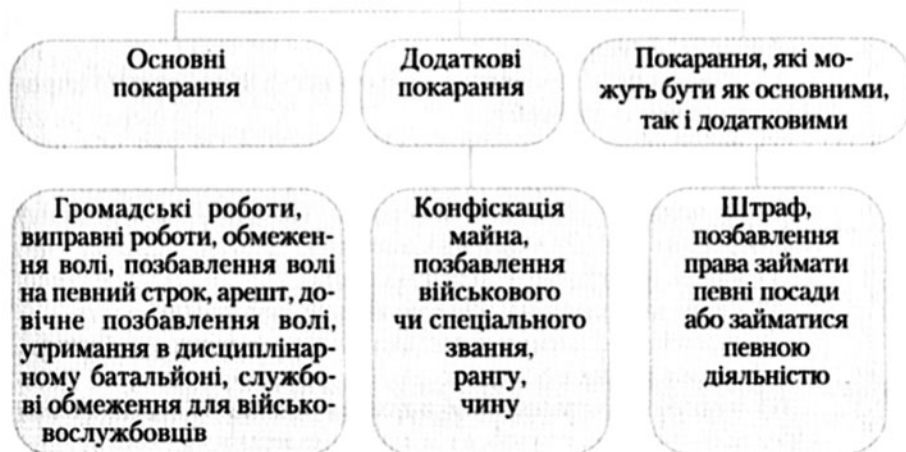 Основні
покарання
Додаткові
покарання
Покарання, які мо-
жуть бути як основними,
так і додатковими
Громадські роботи,
виправні роботи, обмежен-
ня волі, позбавлення волі
на певний строк, арешт, до-
вічне позбавлення волі,
утримання в дисциплінар-
ному батальйоні, службо-
ві обмеження для військо-
вослужбовців
Конфіскація
майна,
позбавлення
військового
чи спеціального
звання,
рангу,
чину
Штраф,
позбавлення
права займати
певні посади
або займатися
певною
діяльністю